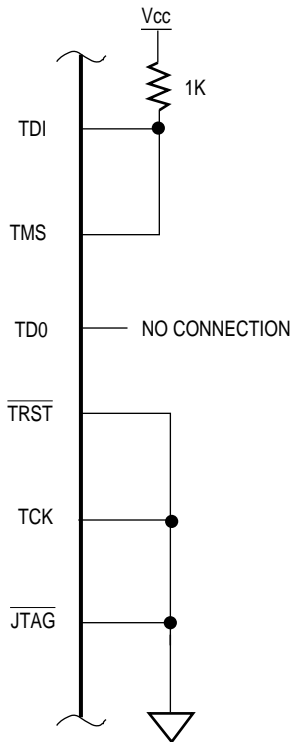 Vcc
1K
TDI
TMS
TD0
NO CONNECTION
TRST
TCK
JTAG